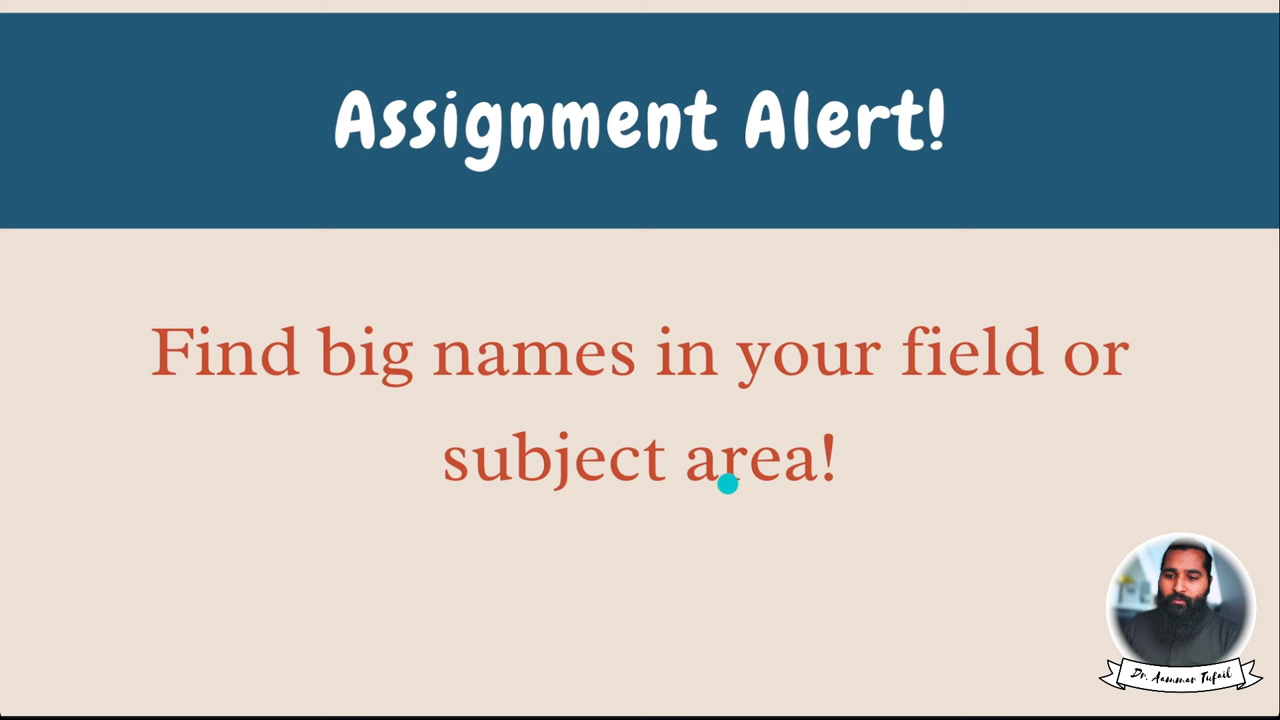 Assignment Alert!
Find big names in your field or
subject area!
Dr. Aammar Tufail